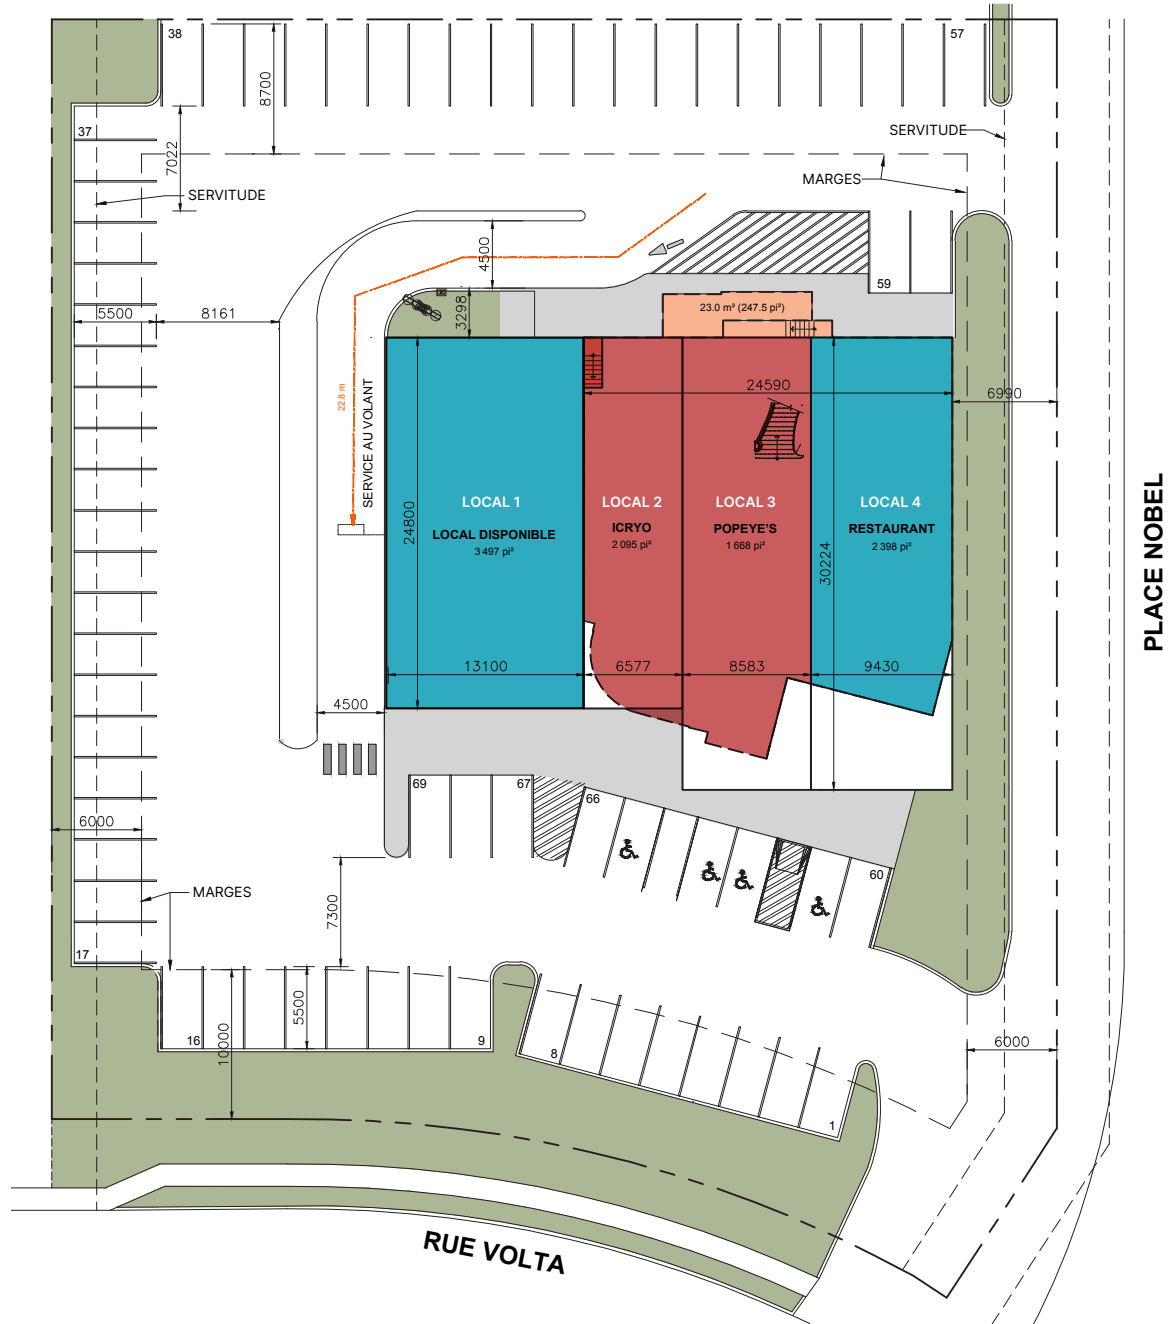 38
57
8700
37
7022
SERVITUDE
SERVITUDE
MARGES
4500
59
3298
23.0 m² (247.5 pi²)
5500
8161
24590
6990
22.8 m
SERVICE AU VOLANT
24800
30224
LOCAL 1
LOCAL DISPONIBLE
3 497 pi²
LOCAL 2
ICRYO
2 095 pi²
LOCAL 3
POPEYE'S
1 668 pi²
LOCAL 4
RESTAURANT
2 398 pi²
PLACE NOBEL
13100
6577
8583
9430
4500
69
67
66
60
6000
MARGES
7300
17
5500
10000
16
9
8
1
6000
RUE VOLTA